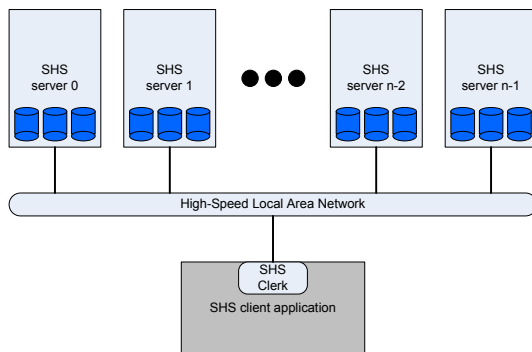 SHS
server 0
SHS
server 1
SHS
server n-2
SHS
server n-1
High-Speed Local Area Network
SHS
Clerk
SHS client application